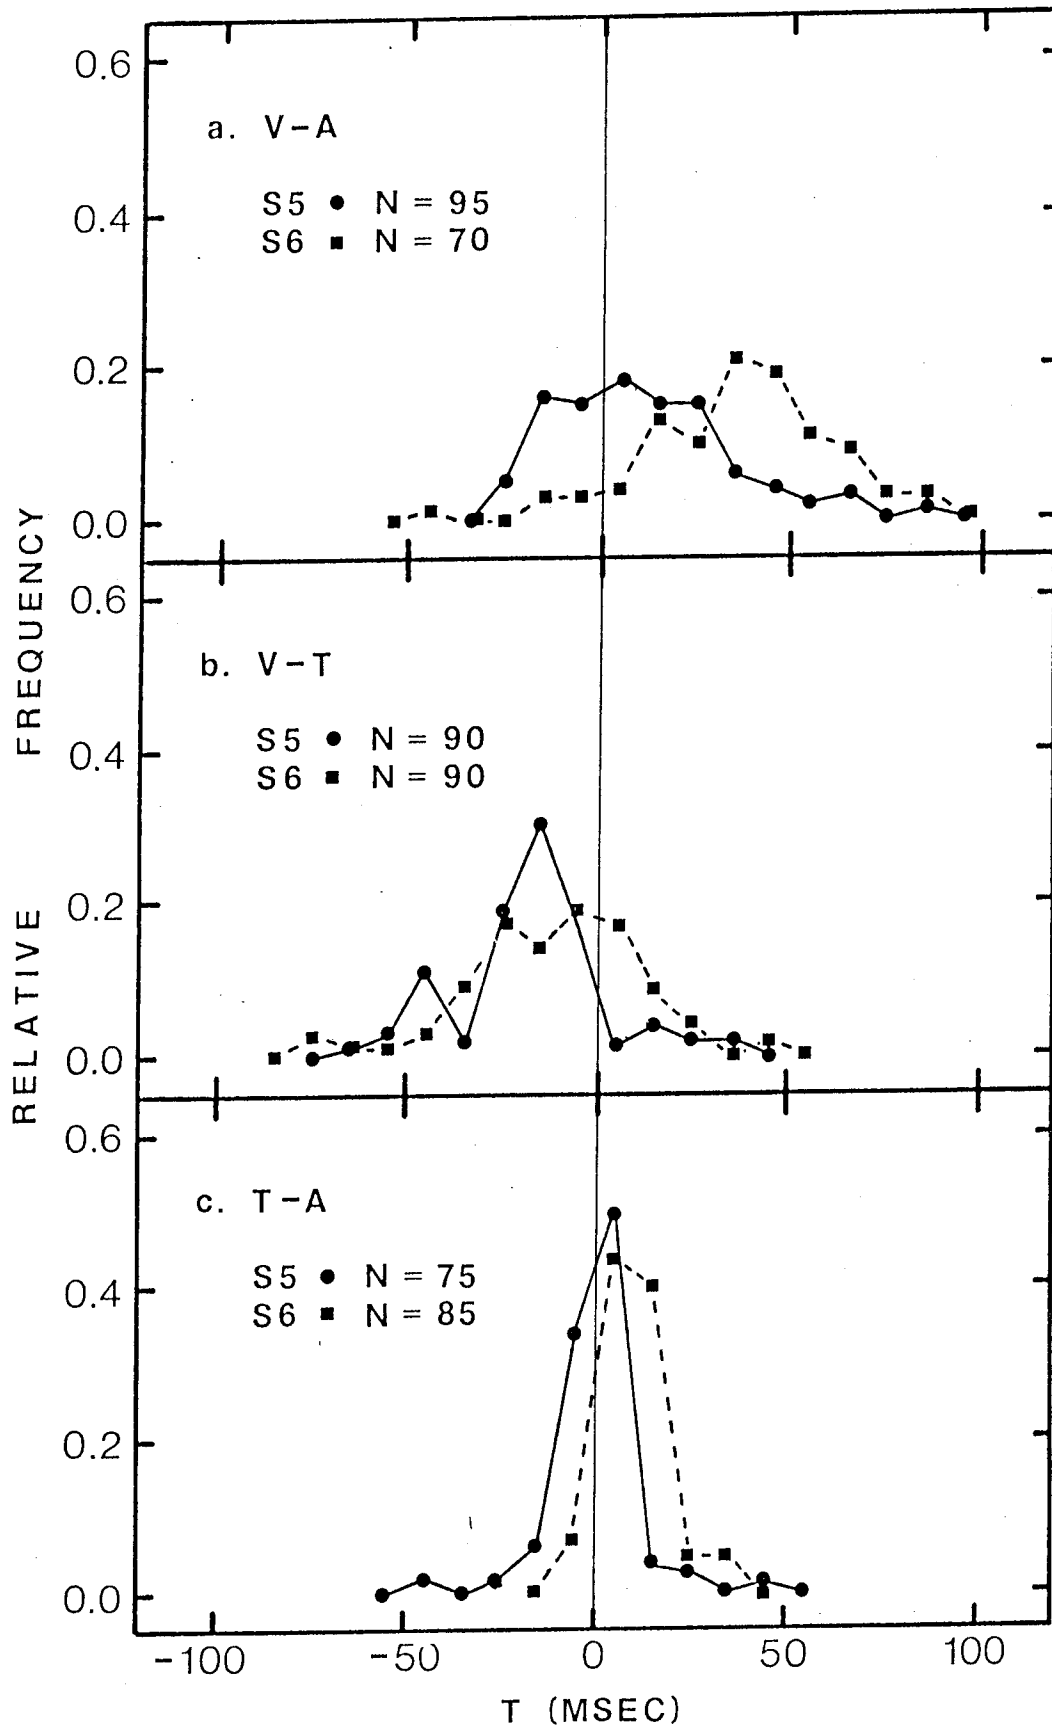 0.6
a. V-A
S5 ● N = 95
S6 ■ N = 70
0.4
0.2
0.0
0.6
b. V-T
S5 ● N = 90
S6 ■ N = 90
0.4
0.2
0.0
0.6
c. T-A
S5 ● N = 75
S6 ■ N = 85
0.4
0.2
0.0
RELATIVE FREQUENCY
-100 -50 0 50 100
T (MSEC)